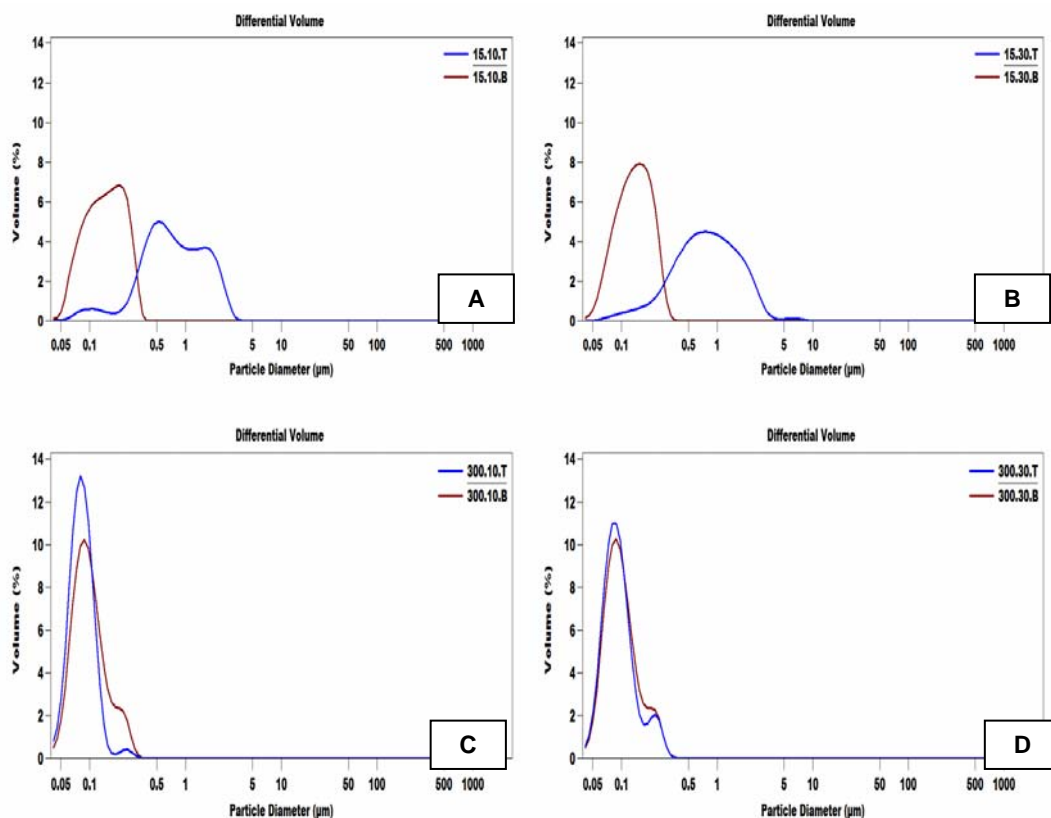 Differential Volume
14
12
10
8
6
4
2
0
Volume (%)
15.10.T
15.10.B
A
0.05 0.1 0.5 1 5 10 50 100 500 1000
Particle Diameter (µm)
Differential Volume
14
12
10
8
6
4
2
0
Volume (%)
15.30.T
15.30.B
B
0.05 0.1 0.5 1 5 10 50 100 500 1000
Particle Diameter (µm)
Differential Volume
14
12
10
8
6
4
2
0
Volume (%)
300.10.T
300.10.B
C
0.05 0.1 0.5 1 5 10 50 100 500 1000
Particle Diameter (µm)
Differential Volume
14
12
10
8
6
4
2
0
Volume (%)
300.30.T
300.30.B
D
0.05 0.1 0.5 1 5 10 50 100 500 1000
Particle Diameter (µm)